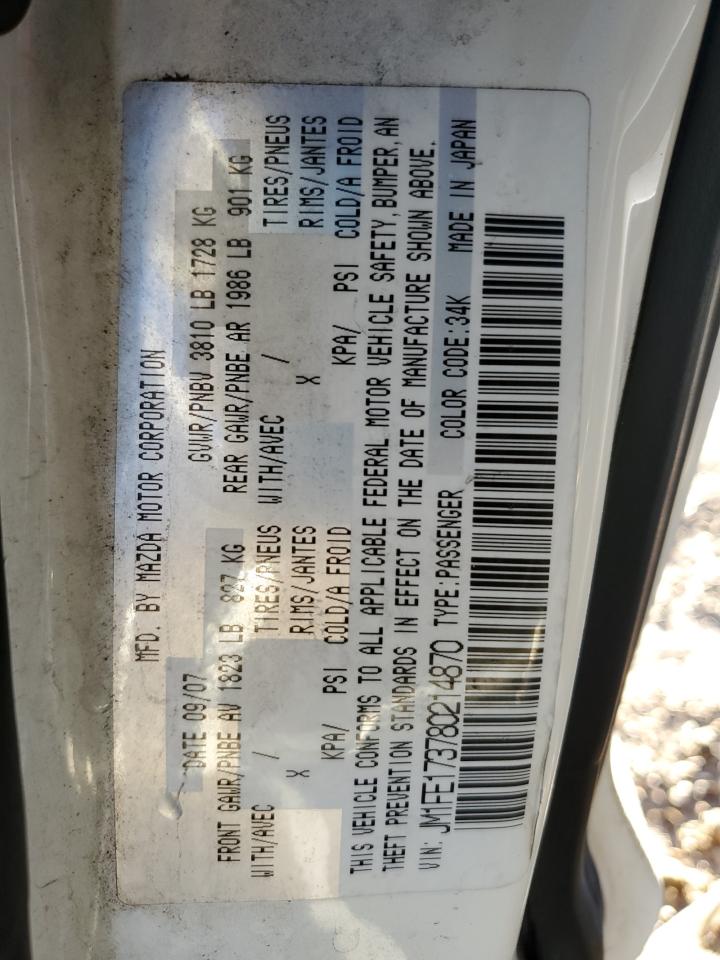 MFD. BY MAZDA MOTOR CORPORATION
DATE 09/07 GVWR/PNBV 3810 LB 1728 KG
FRONT GAWR/PNBE AV 1823 LB 827 KG REAR GAWR/PNBE AR 1986 LB 901 KG
WITH/AVEC / TIRES/PNEUS WITH/AVEC / TIRES/PNEUS
X RIMS/JANTES X RIMS/JANTES
KPA/ PSI COLD/A FROID KPA/ PSI COLD/A FROID
THIS VEHICLE CONFORMS TO ALL APPLICABLE FEDERAL MOTOR VEHICLE SAFETY, BUMPER, AN
THEFT PREVENTION STANDARDS IN EFFECT ON THE DATE OF MANUFACTURE SHOWN ABOVE.
VIN: JM1FE173780214870 TYPE:PASSENGER COLOR CODE:34K MADE IN JAPAN